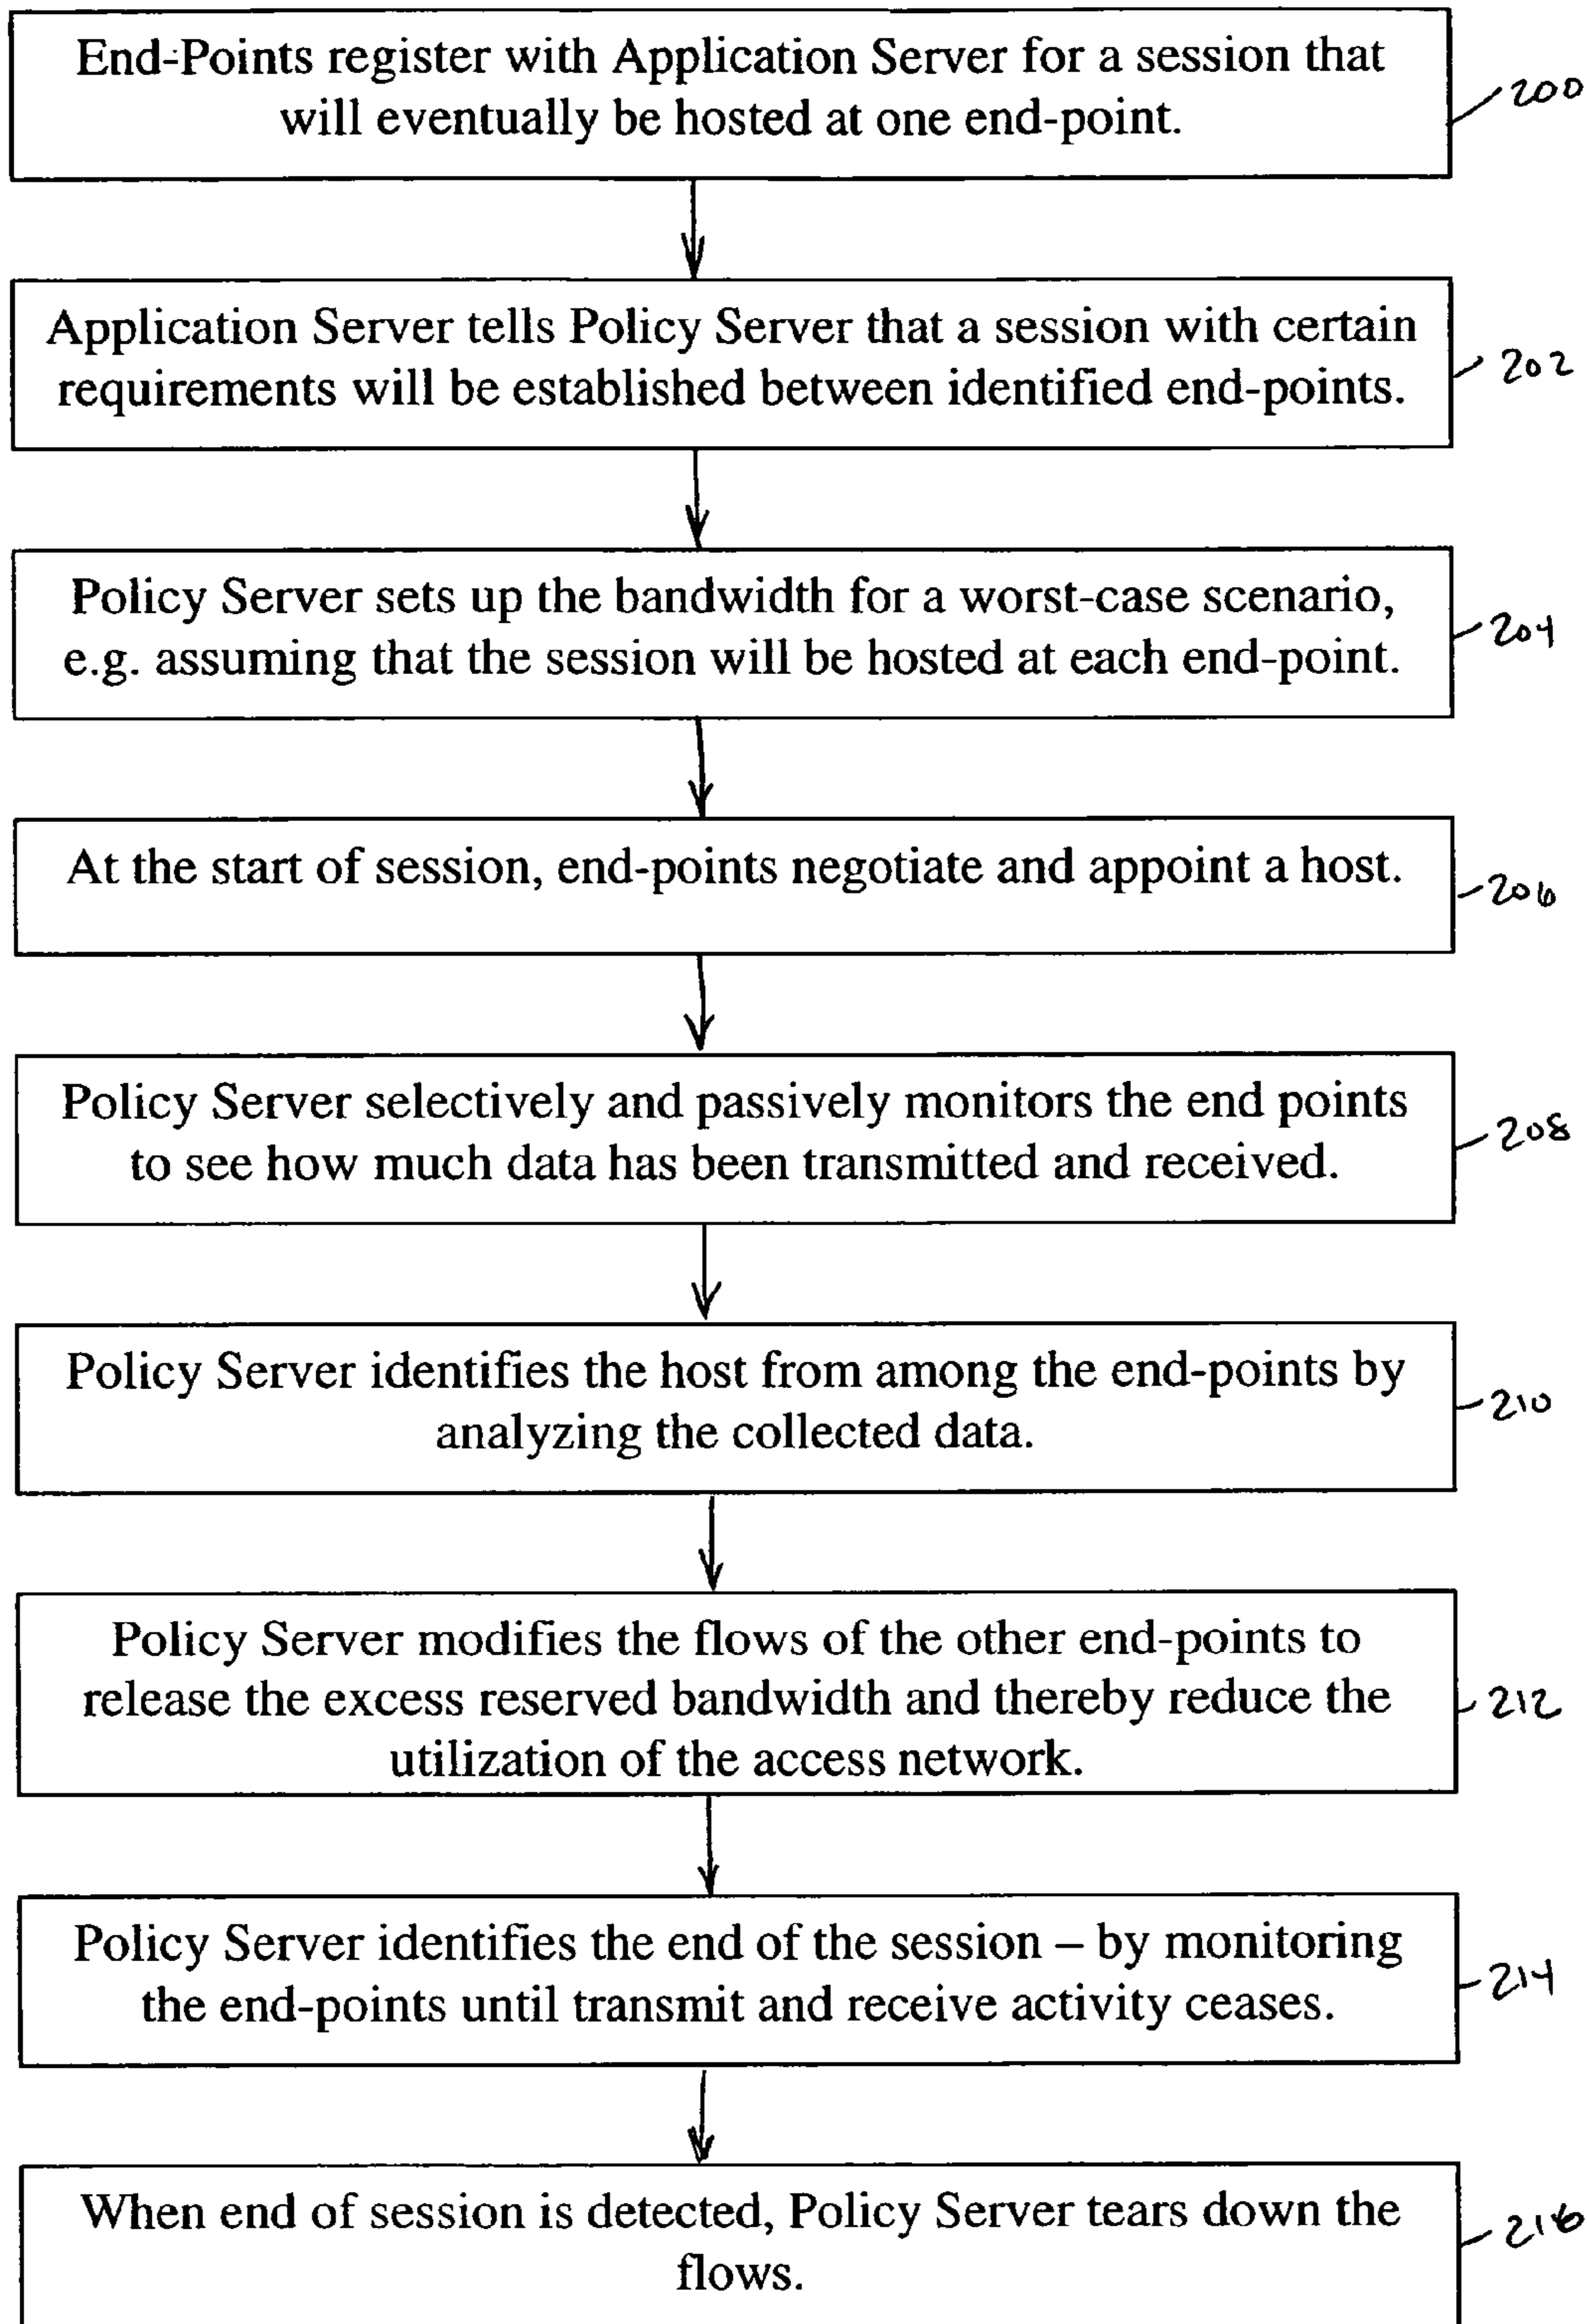 End-Points register with Application Server for a session that
will eventually be hosted at one end-point.
200
Application Server tells Policy Server that a session with certain
requirements will be established between identified end-points.
202
Policy Server sets up the bandwidth for a worst-case scenario,
e.g. assuming that the session will be hosted at each end-point.
204
At the start of session, end-points negotiate and appoint a host.
206
Policy Server selectively and passively monitors the end points
to see how much data has been transmitted and received.
208
Policy Server identifies the host from among the end-points by
analyzing the collected data.
210
Policy Server modifies the flows of the other end-points to
release the excess reserved bandwidth and thereby reduce the
utilization of the access network.
212
Policy Server identifies the end of the session – by monitoring
the end-points until transmit and receive activity ceases.
214
When end of session is detected, Policy Server tears down the
flows.
216